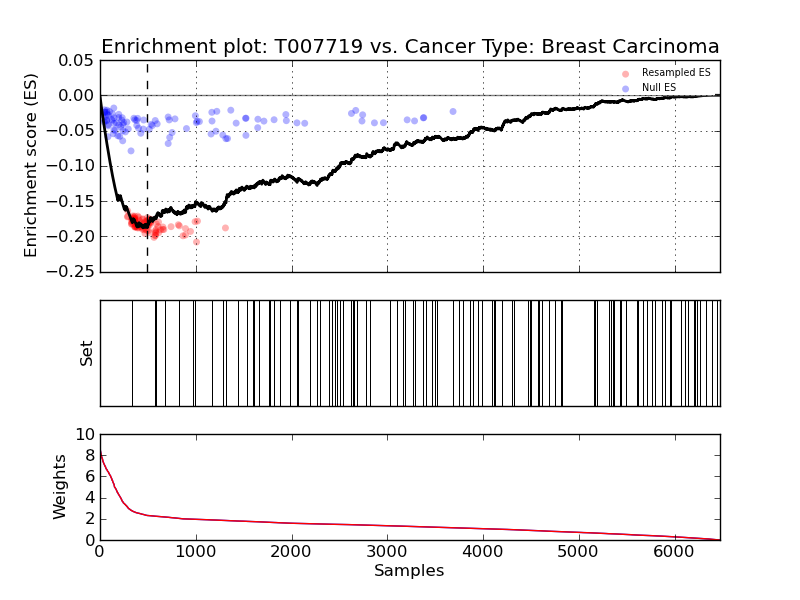 Enrichment plot: T007719 vs. Cancer Type: Breast Carcinoma
Enrichment score (ES)
0.05
0.00
−0.05
−0.10
−0.15
−0.20
−0.25
Resampled ES
Null ES
Set
Weights
10
8
6
4
2
0
0 1000 2000 3000 4000 5000 6000
Samples